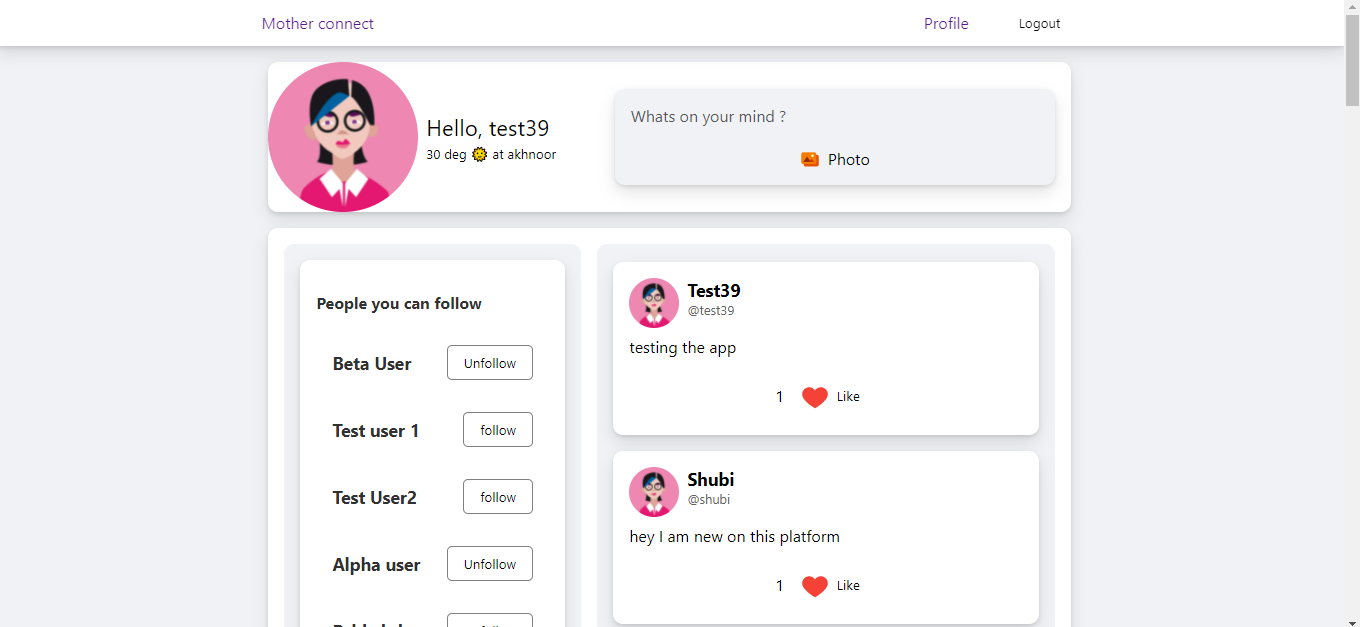 Mother connect
Profile
Logout
Hello, test39
30 deg 🌞 at akhnoor
Whats on your mind ?
Photo
People you can follow
Beta User
Unfollow
Test user 1
follow
Test User2
follow
Alpha user
Unfollow
Test39
@test39
testing the app
1
Like
Shubi
@shubi
hey I am new on this platform
1
Like